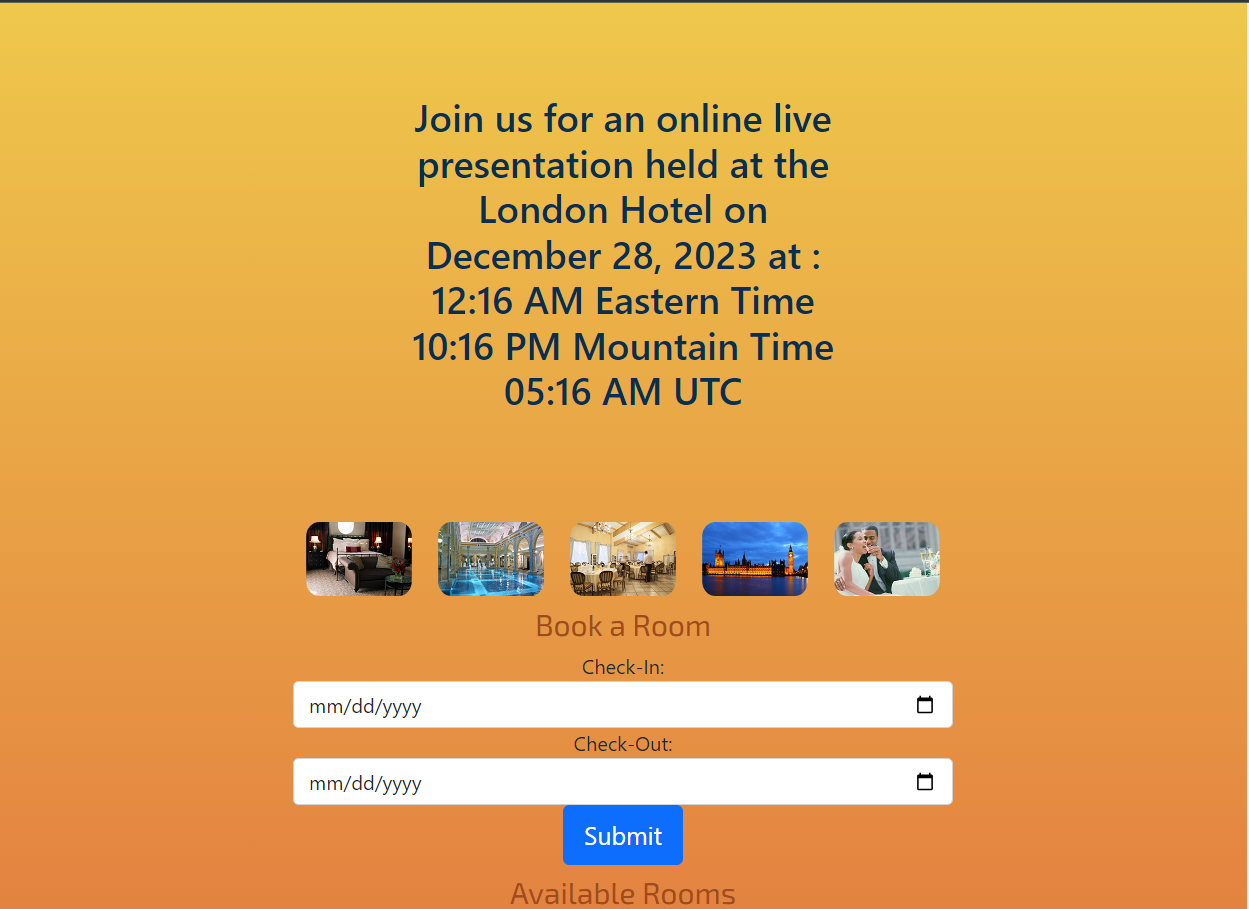 Join us for an online live
presentation held at the
London Hotel on
December 28, 2023 at :
12:16 AM Eastern Time
10:16 PM Mountain Time
05:16 AM UTC
Book a Room
Check-In:
mm/dd/yyyy
Check-Out:
mm/dd/yyyy
Submit
Available Rooms